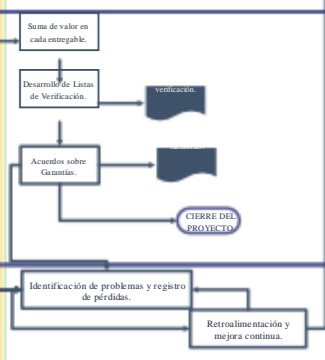 Suma de valor en
cada entregable.
Desarrollo de Listas
de Verificación.
verificación.
Acuerdos sobre
Garantías.
CIERRE DEL
PROYECTO
Identificación de problemas y registro
de pérdidas.
Retroalimentación y
mejora continua.